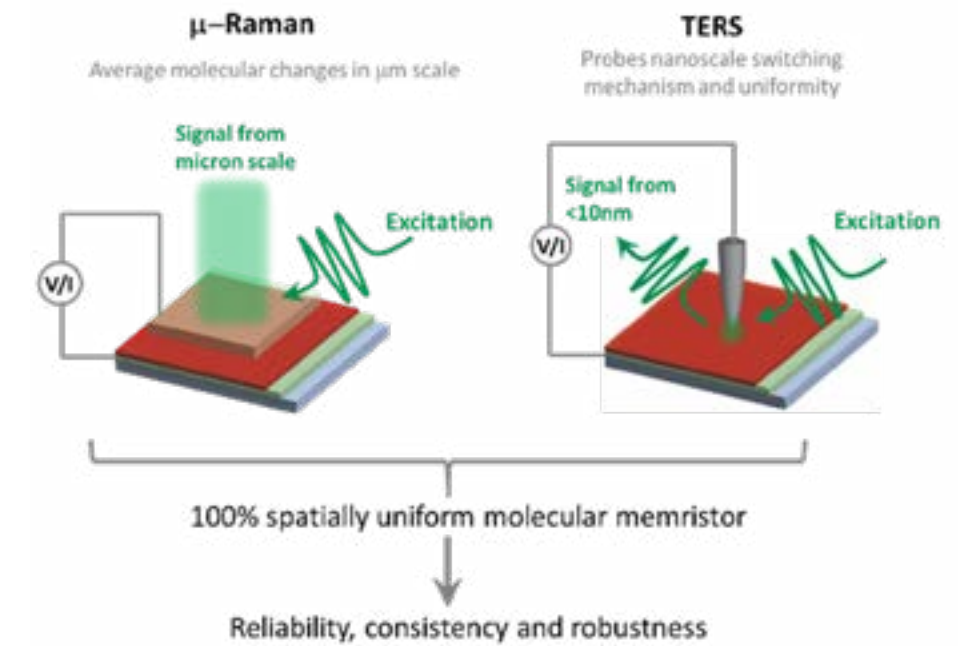 μ–Raman
Average molecular changes in μm scale
Signal from
micron scale
Excitation
V/I
TERS
Probes nanoscale switching
mechanism and uniformity
Signal from
<10nm
Excitation
V/I
100% spatially uniform molecular memristor
Reliability, consistency and robustness